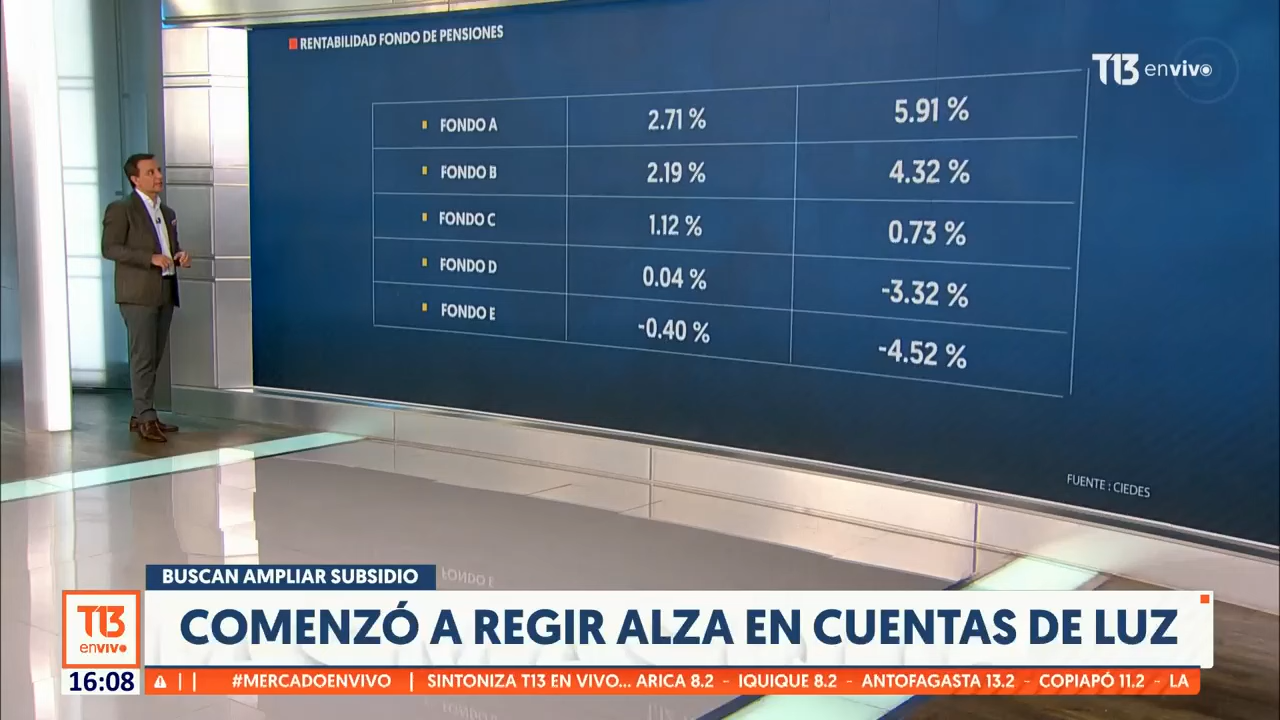 RENTABILIDAD FONDO DE PENSIONES
T13 envivo
FONDO A 2.71 % 5.91 %
FONDO B 2.19 % 4.32 %
FONDO C 1.12 % 0.73 %
FONDO D 0.04 % -3.32 %
FONDO E -0.40 % -4.52 %
FUENTE : CIEDES
FONDO E
BUSCAN AMPLIAR SUBSIDIO
COMENZÓ A REGIR ALZA EN CUENTAS DE LUZ
T13
envivo
16:08 | | #MERCADOENVIVO | SINTONIZA T13 EN VIVO... ARICA 8.2 - IQUIQUE 8.2 - ANTOFAGASTA 13.2 - COPIAPÓ 11.2 - LA